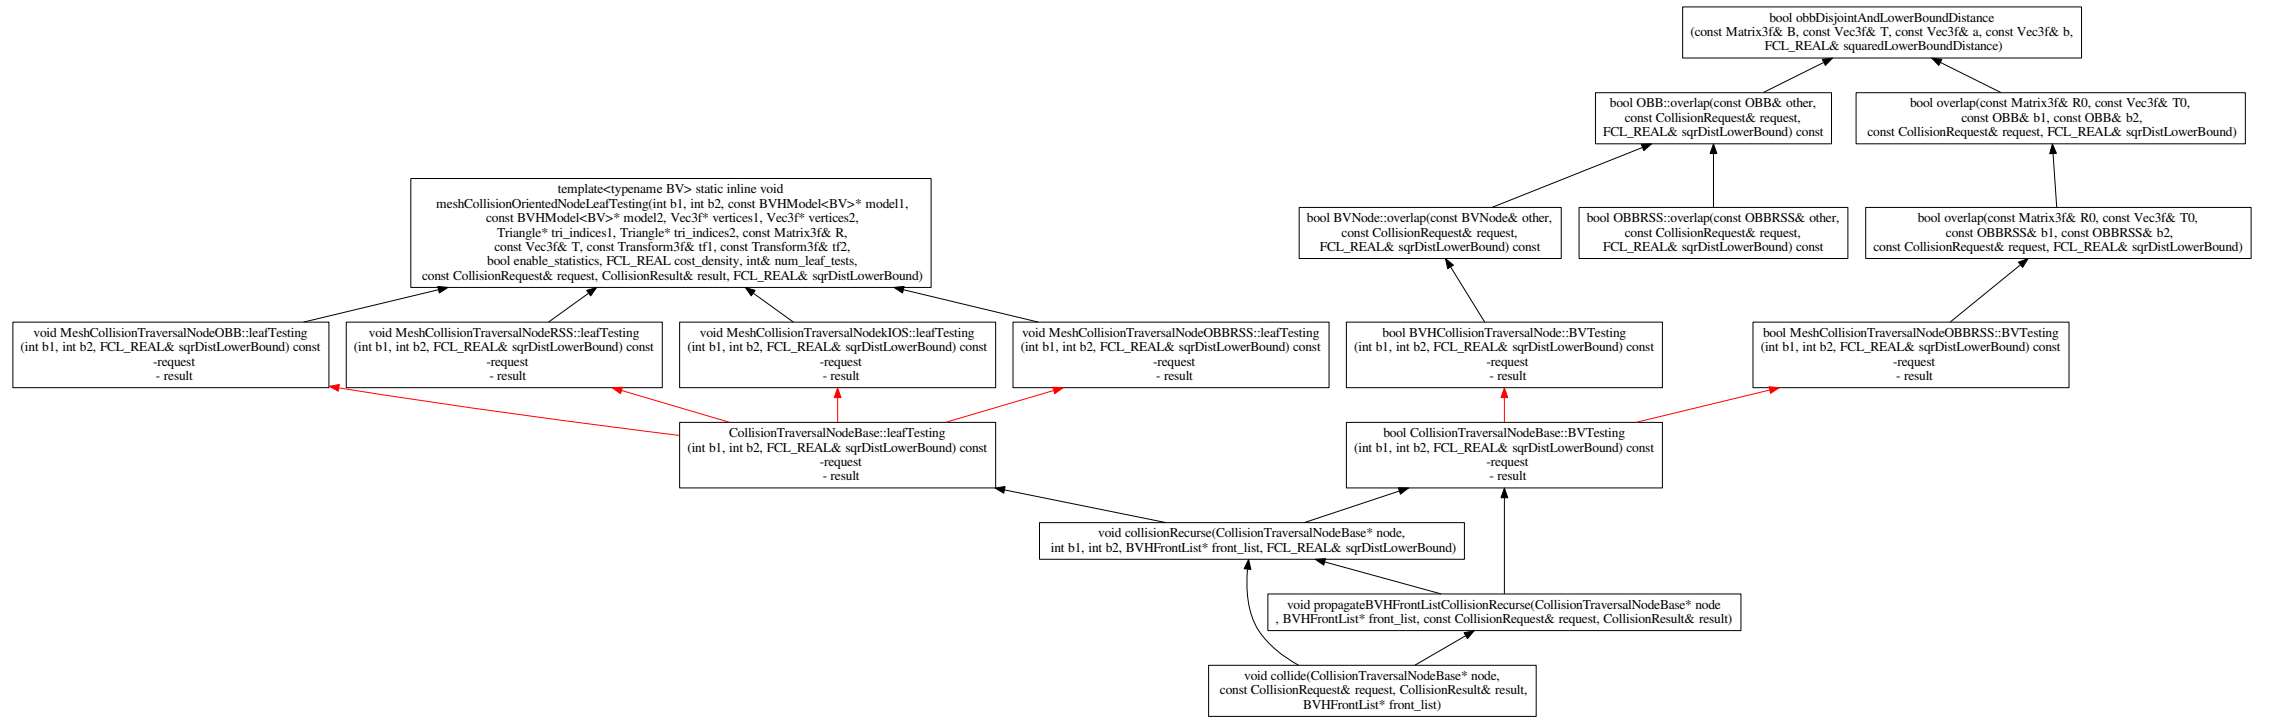 bool obbDisjointAndLowerBoundDistance
(const Matrix3f& B, const Vec3f& T, const Vec3f& a, const Vec3f& b,
FCL_REAL& squaredLowerBoundDistance)
bool OBB::overlap(const OBB& other,
const CollisionRequest& request,
FCL_REAL& sqrDistLowerBound) const
bool overlap(const Matrix3f& R0, const Vec3f& T0,
const OBB& b1, const OBB& b2,
const CollisionRequest& request, FCL_REAL& sqrDistLowerBound)
template<typename BV> static inline void
meshCollisionOrientedNodeLeafTesting(int b1, int b2, const BVHModel<BV>* model1,
const BVHModel<BV>* model2, Vec3f* vertices1, Vec3f* vertices2,
Triangle* tri_indices1, Triangle* tri_indices2, const Matrix3f& R,
const Vec3f& T, const Transform3f& tf1, const Transform3f& tf2,
bool enable_statistics, FCL_REAL cost_density, int& num_leaf_tests,
const CollisionRequest& request, CollisionResult& result, FCL_REAL& sqrDistLowerBound)
bool BVNode::overlap(const BVNode& other,
const CollisionRequest& request,
FCL_REAL& sqrDistLowerBound) const
bool OBBRSS::overlap(const OBBRSS& other,
const CollisionRequest& request,
FCL_REAL& sqrDistLowerBound) const
bool overlap(const Matrix3f& R0, const Vec3f& T0,
const OBBRSS& b1, const OBBRSS& b2,
const CollisionRequest& request, FCL_REAL& sqrDistLowerBound)
void MeshCollisionTraversalNodeOBB::leafTesting
(int b1, int b2, FCL_REAL& sqrDistLowerBound) const
-request
- result
void MeshCollisionTraversalNodeRSS::leafTesting
(int b1, int b2, FCL_REAL& sqrDistLowerBound) const
-request
- result
void MeshCollisionTraversalNodekIOS::leafTesting
(int b1, int b2, FCL_REAL& sqrDistLowerBound) const
-request
- result
void MeshCollisionTraversalNodeOBBRSS::leafTesting
(int b1, int b2, FCL_REAL& sqrDistLowerBound) const
-request
- result
bool BVHCollisionTraversalNode::BVTesting
(int b1, int b2, FCL_REAL& sqrDistLowerBound) const
-request
- result
bool MeshCollisionTraversalNodeOBBRSS::BVTesting
(int b1, int b2, FCL_REAL& sqrDistLowerBound) const
-request
- result
CollisionTraversalNodeBase::leafTesting
(int b1, int b2, FCL_REAL& sqrDistLowerBound) const
-request
- result
bool CollisionTraversalNodeBase::BVTesting
(int b1, int b2, FCL_REAL& sqrDistLowerBound) const
-request
- result
void collisionRecurse(CollisionTraversalNodeBase* node,
int b1, int b2, BVHFrontList* front_list, FCL_REAL& sqrDistLowerBound)
void propagateBVHFrontListCollisionRecurse(CollisionTraversalNodeBase* node
, BVHFrontList* front_list, const CollisionRequest& request, CollisionResult& result)
void collide(CollisionTraversalNodeBase* node,
const CollisionRequest& request, CollisionResult& result,
BVHFrontList* front_list)